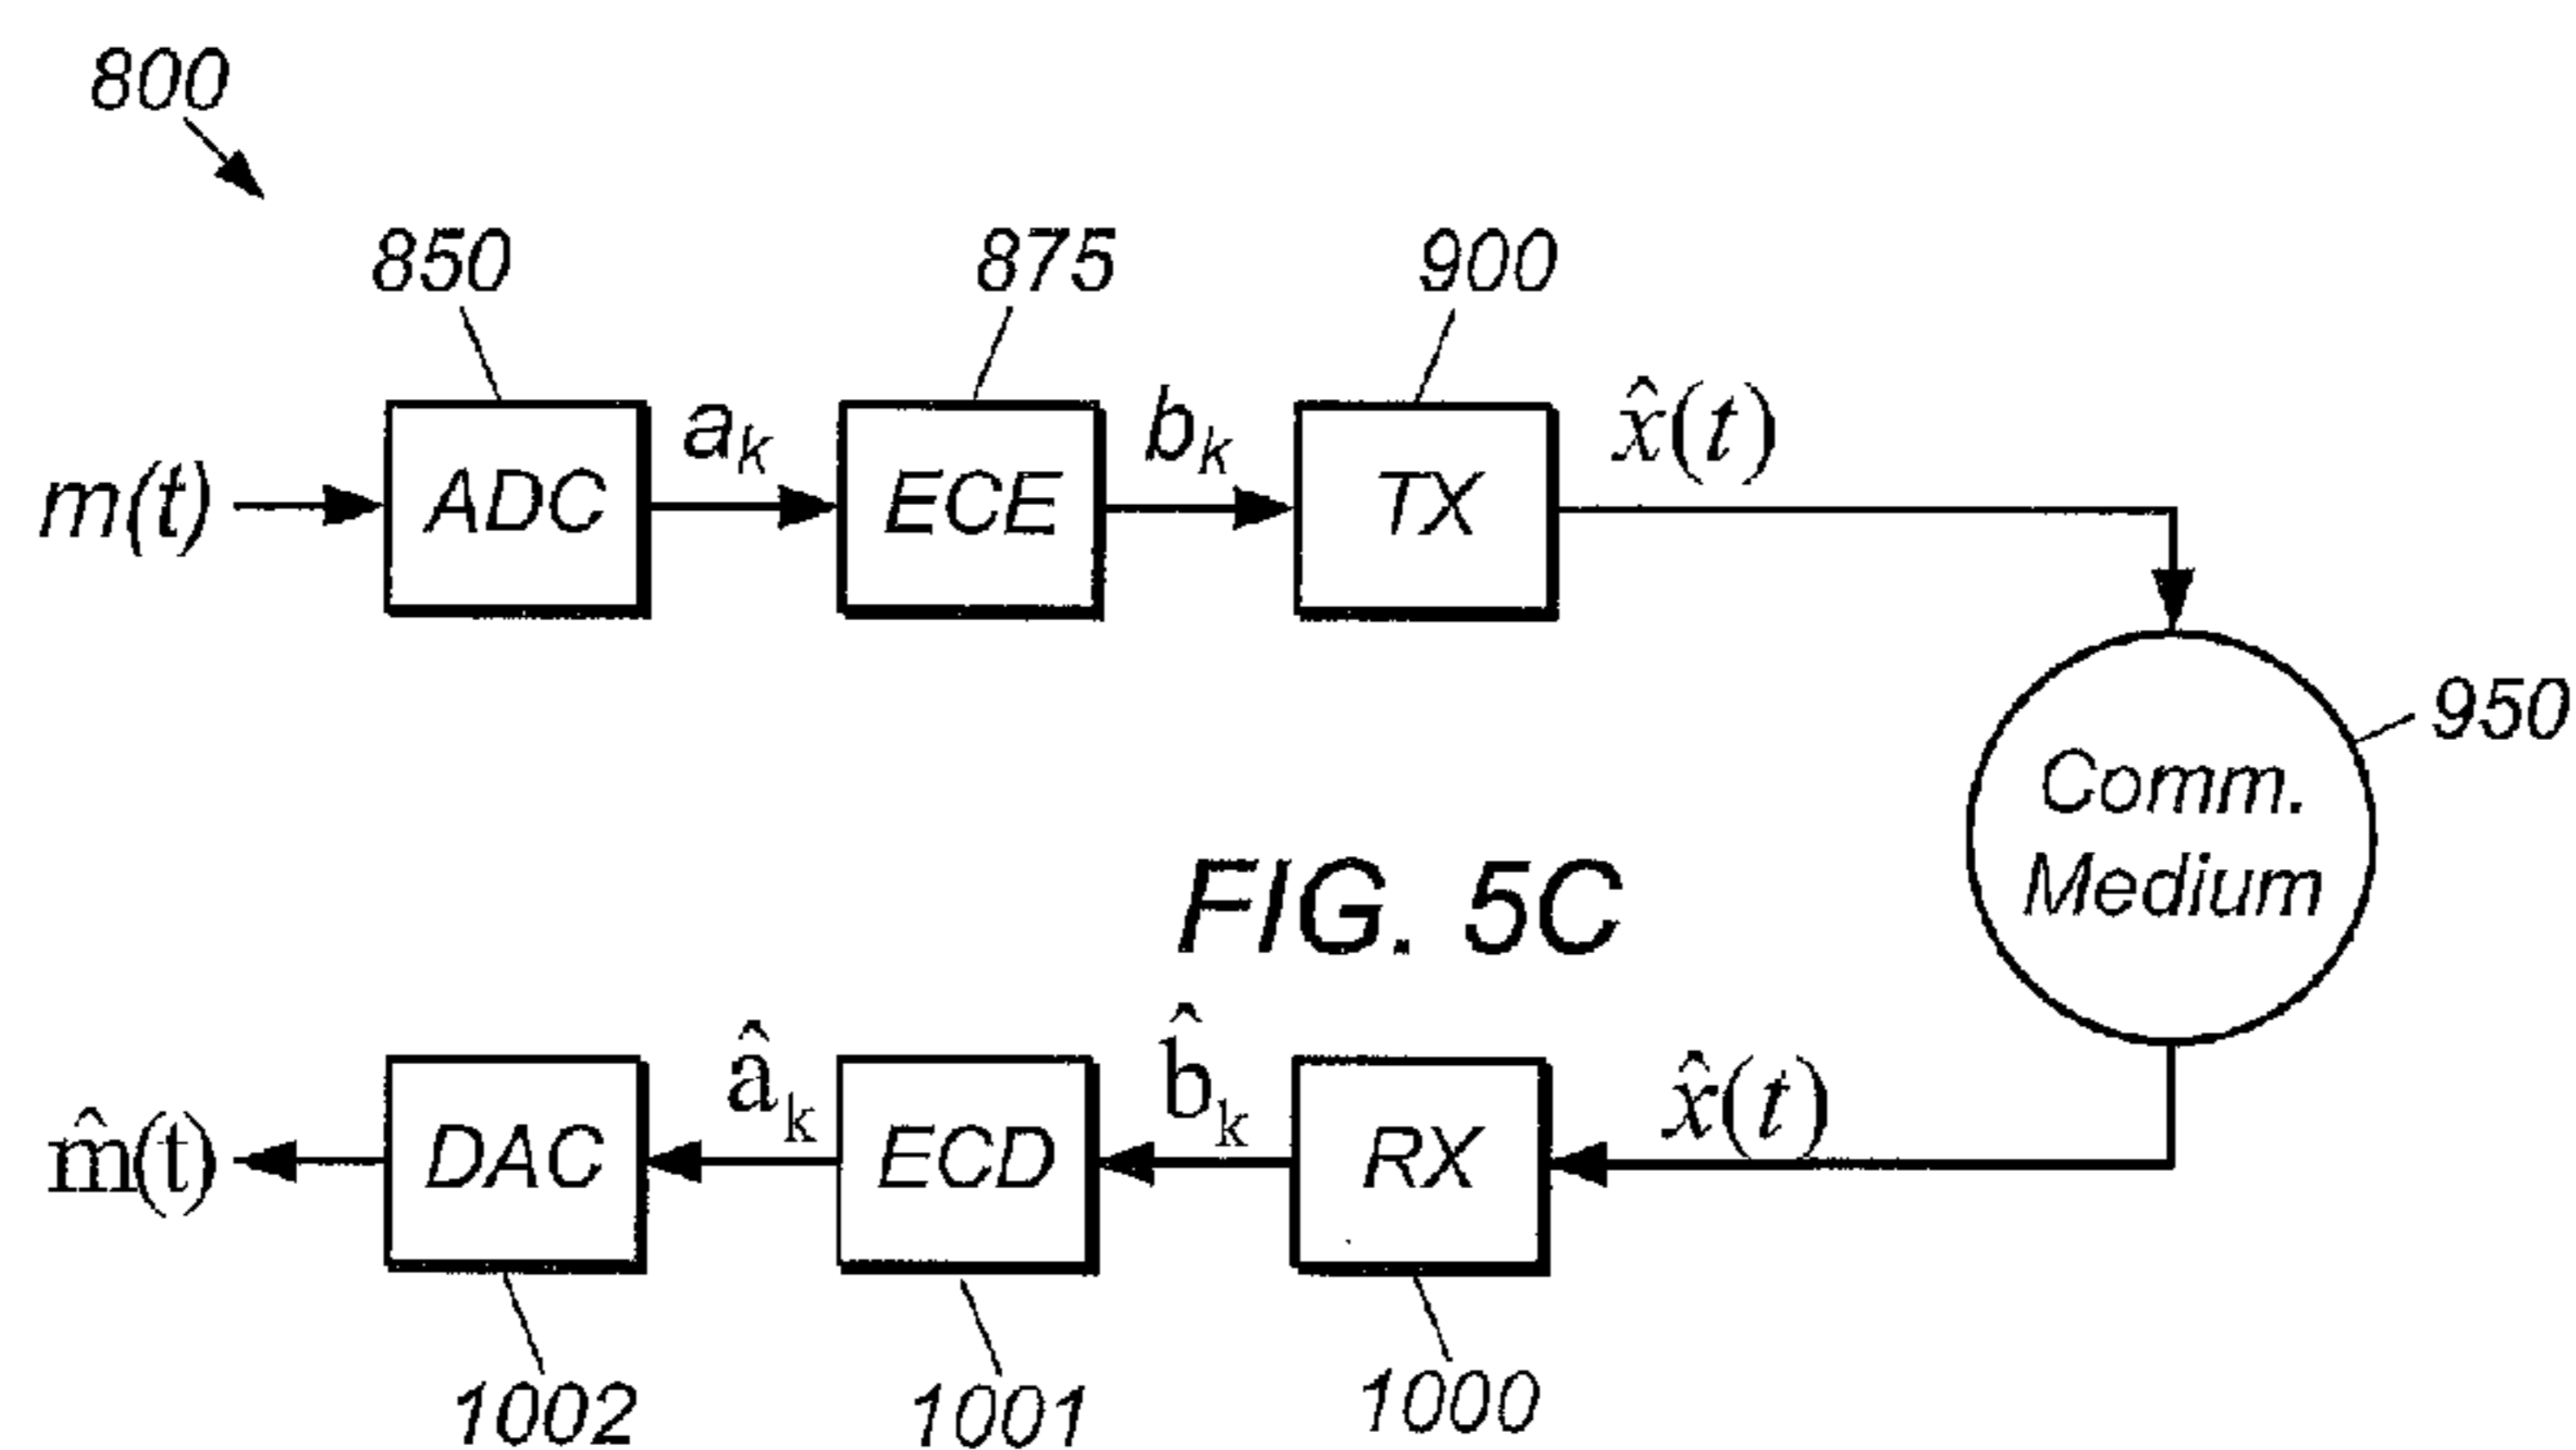 800
850
875
900
m(t)
ADC
a_k
ECE
b_k
TX
x̂(t)
950
Comm.
Medium
FIG. 5C
m̂(t)
DAC
â_k
ECD
b̂_k
RX
x̂(t)
1002
1001
1000